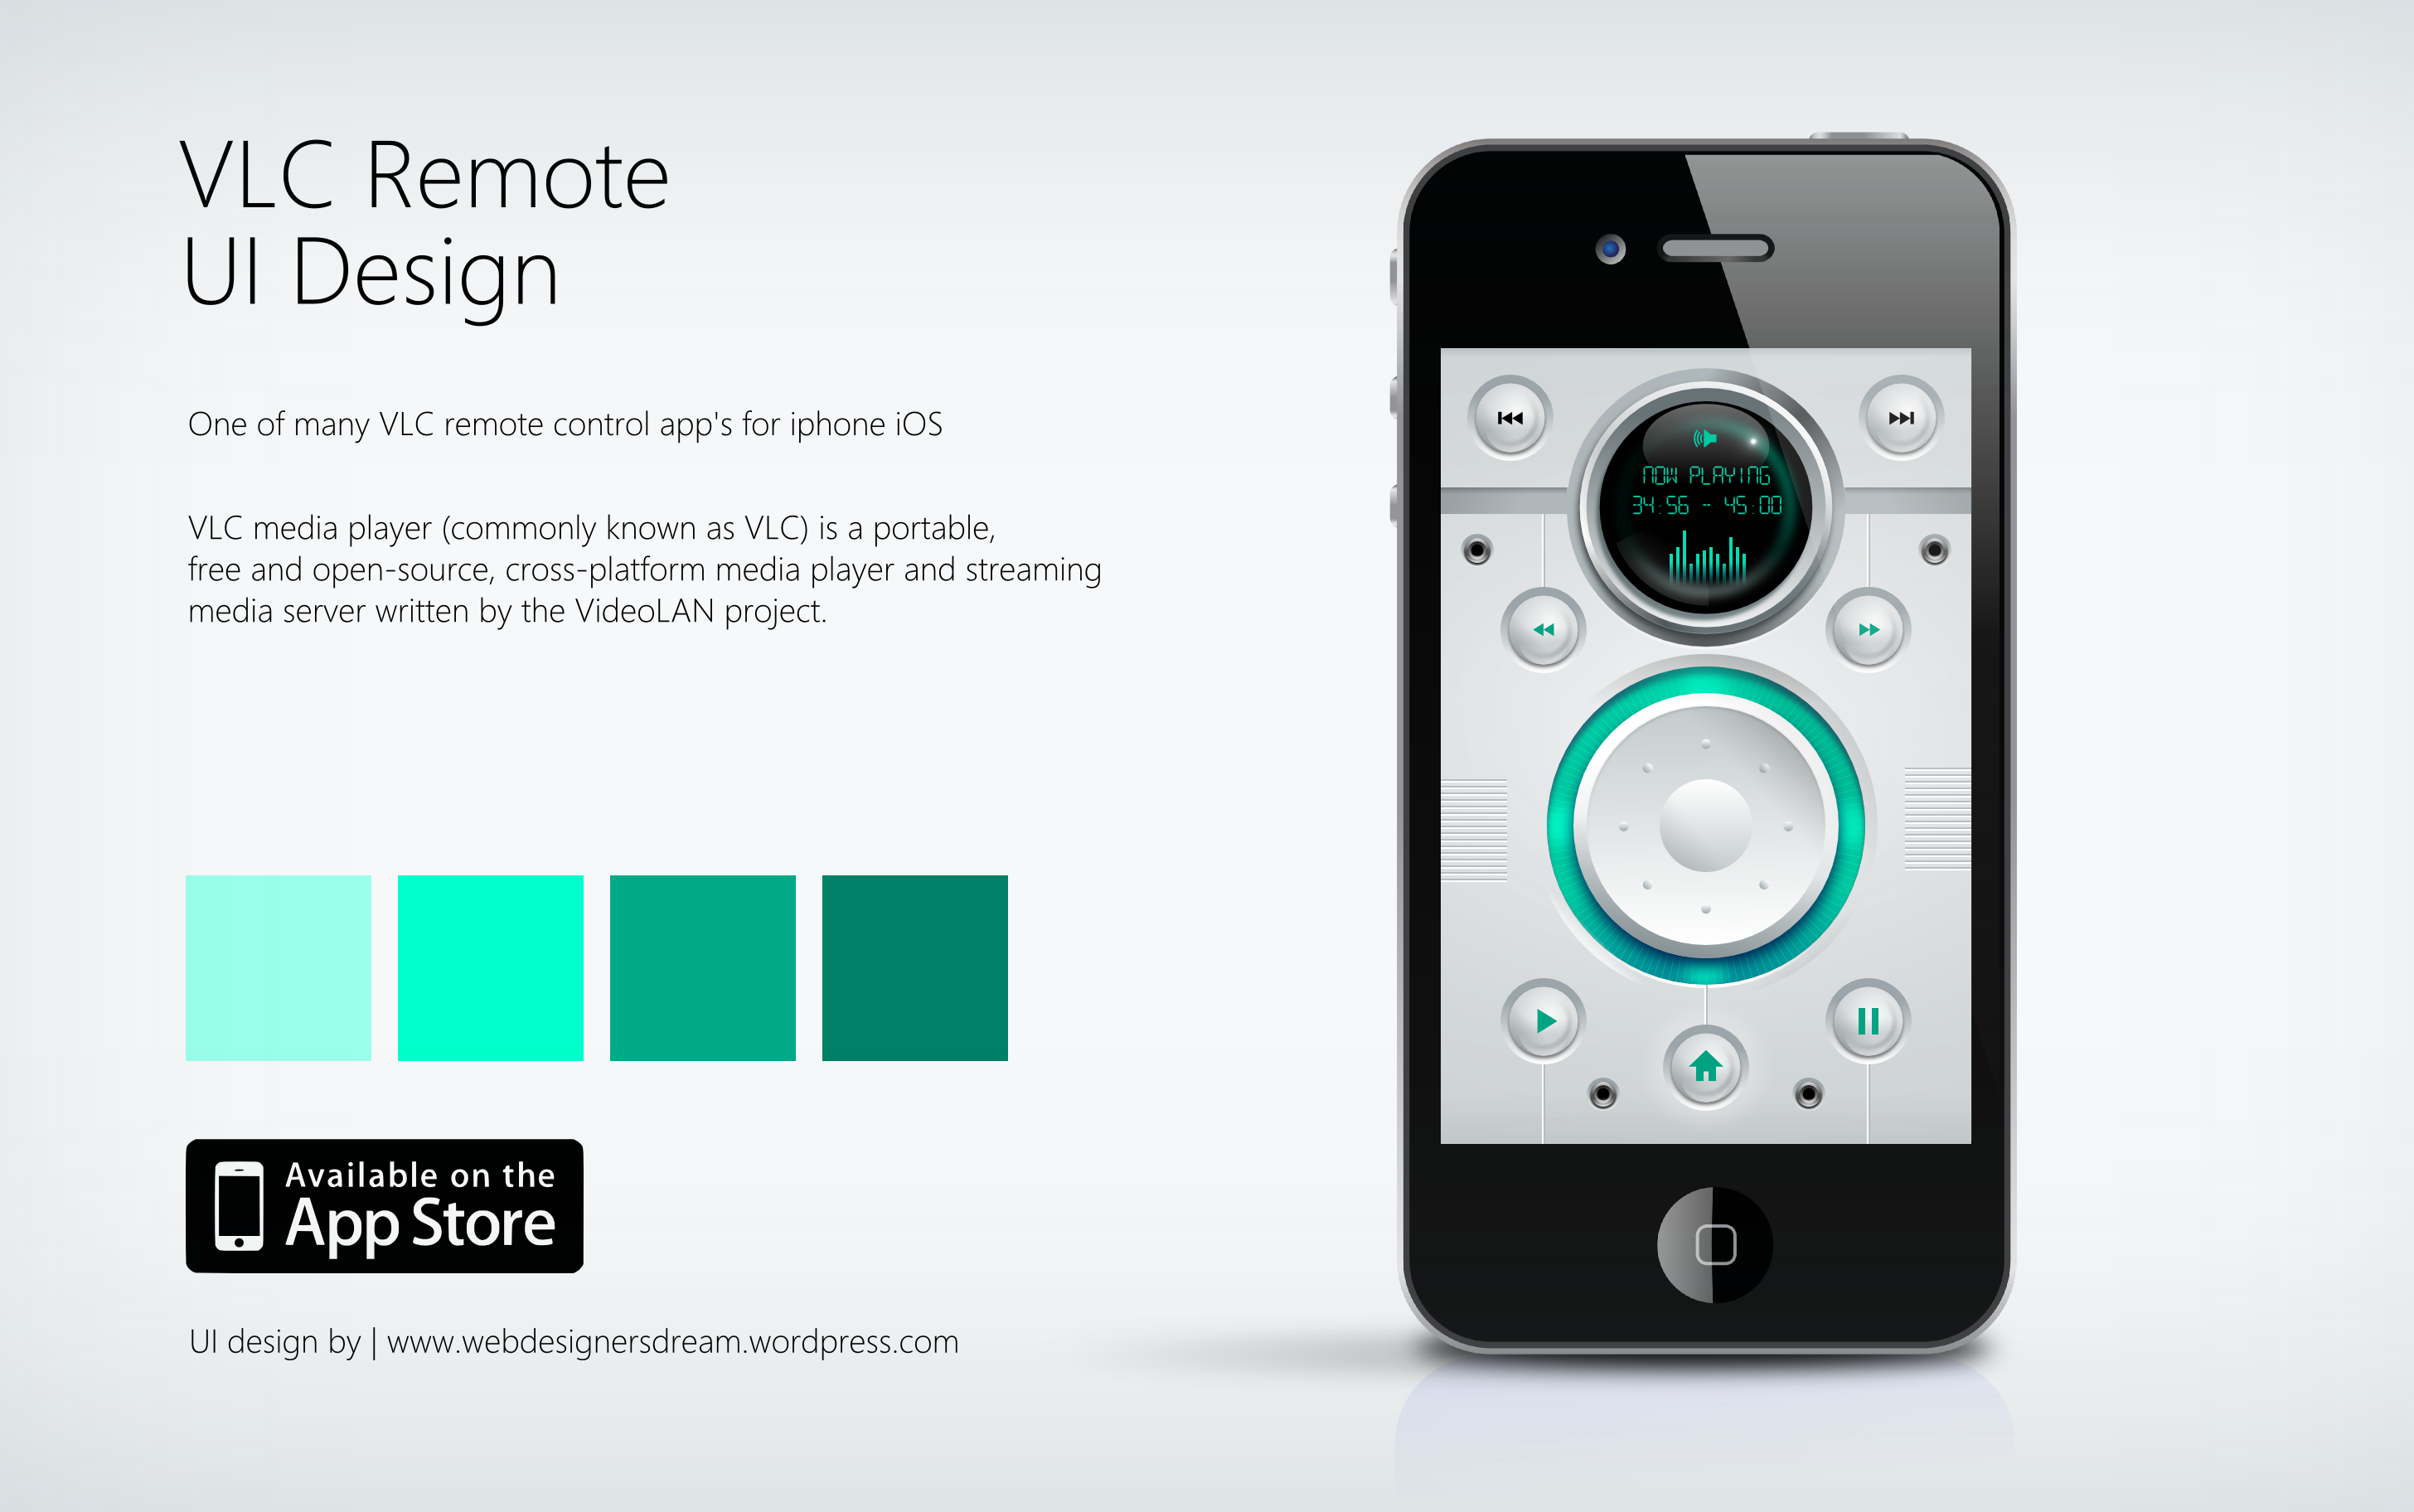 VLC Remote
UI Design
One of many VLC remote control app's for iphone iOS
VLC media player (commonly known as VLC) is a portable,
free and open-source, cross-platform media player and streaming
media server written by the VideoLAN project.
Available on the
App Store
UI design by | www.webdesignersdream.wordpress.com
NOW PLAYING
34:56 - 45:00